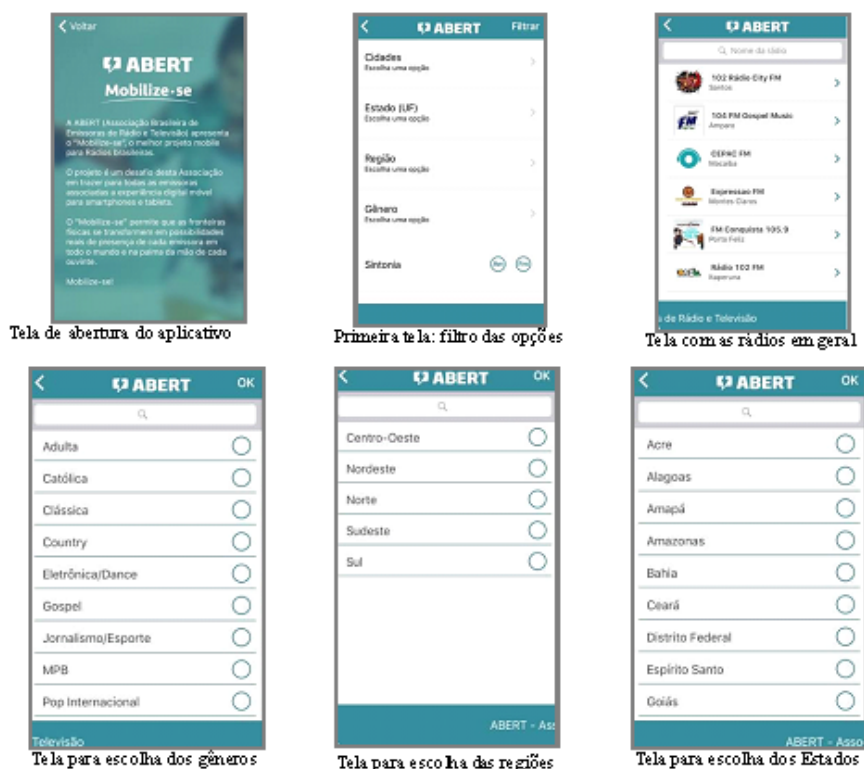 Voltar
ABERT
Mobilize-se
A ABERT (Associação Brasileira de
Emissoras de Rádio e Televisão) apresenta
o "Mobilize-se", o melhor projeto mobile
para Rádios brasileiras.
O projeto é um desafio desta Associação
em trazer para todas as emissoras
associadas a experiência digital móvel
para smartphones e tablets.
O "Mobilize-se" permite que as fronteiras
físicas se transformem em possibilidades
reais de presença de cada emissora em
todo o mundo e na palma da mão de cada
ouvinte.
Mobilize-se!
Tela de abertura do aplicativo
ABERT Filtrar
Cidades
Escolha uma opção
Estado (UF)
Escolha uma opção
Região
Escolha uma opção
Gênero
Escolha uma opção
Sintonia
Primeira tela: filtro das opções
ABERT
Nome da rádio
102 Rádio City FM
Santos
104 FM Gospel Music
Amparo
CEPAC FM
Macaíba
Expressao FM
Montes Claros
FM Conquista 105.9
Porto Feliz
Rádio 102 FM
Itaperuna
de Rádio e Televisão
Tela com as rádios em geral
ABERT OK
Adulta
Católica
Clássica
Country
Eletrônica/Dance
Gospel
Jornalismo/Esporte
MPB
Pop Internacional
Televisão
Tela para escolha dos gêneros
ABERT OK
Centro-Oeste
Nordeste
Norte
Sudeste
Sul
ABERT - Ass
Tela para escolha das regiões
ABERT OK
Acre
Alagoas
Amapá
Amazonas
Bahia
Ceará
Distrito Federal
Espírito Santo
Goiás
ABERT - Asso
Tela para escolha dos Estados